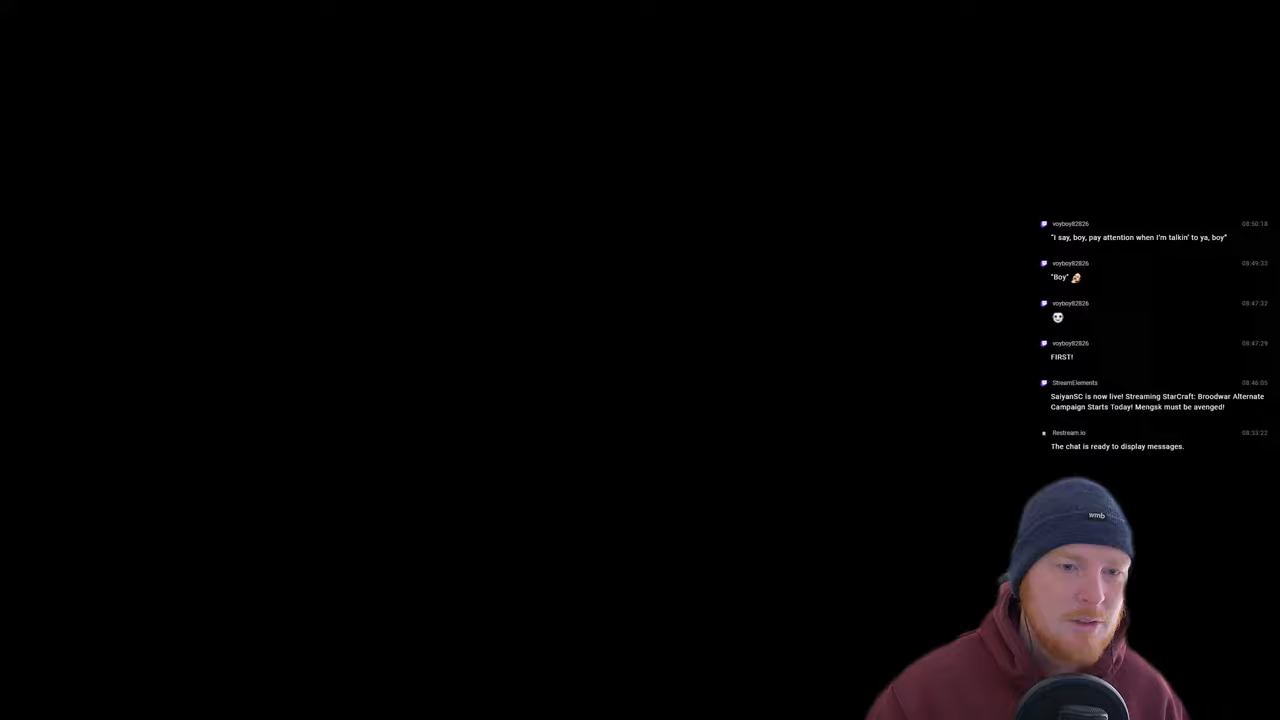 voyboy82826 08:50:18
"I say, boy, pay attention when I'm talkin' to ya, boy"
voyboy82826 08:49:33
"Boy"
voyboy82826 08:47:32
voyboy82826 08:47:29
FIRST!
StreamElements 08:46:05
SaiyanSC is now live! Streaming StarCraft: Broodwar Alternate
Campaign Starts Today! Mengsk must be avenged!
Restream.io 08:33:22
The chat is ready to display messages.
wmb